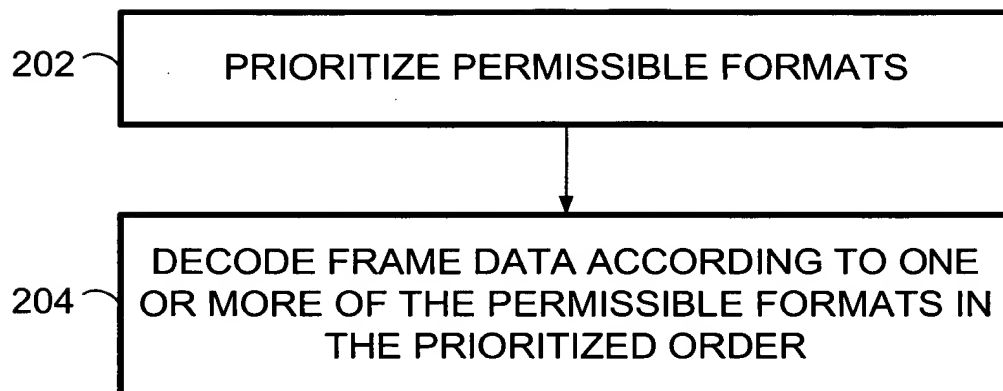 202
PRIORITIZE PERMISSIBLE FORMATS
204
DECODE FRAME DATA ACCORDING TO ONE
OR MORE OF THE PERMISSIBLE FORMATS IN
THE PRIORITIZED ORDER